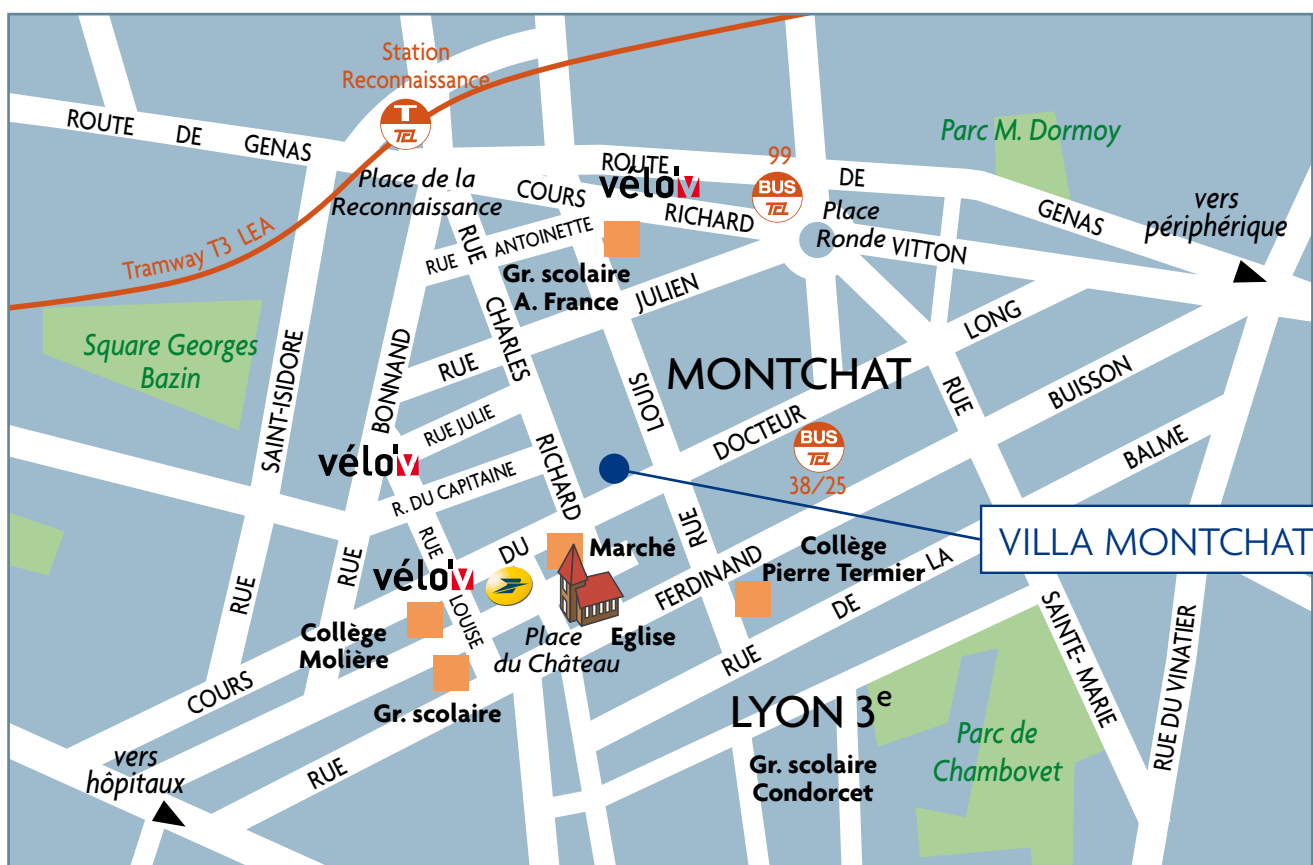 Station
Reconnaissance
T
TCL
ROUTE DE GENAS
Parc M. Dormoy
99
BUS
TCL
ROUTE DE GENAS
vélo'v
Place de la
Reconnaissance
COURS RICHARD VITTON
Place
Ronde
vers
périphérique
Tramway T3 LEA
RUE ANTOINETTE
Gr. scolaire
A. France
RUE JULIEN
Square Georges
Bazin
RUE SAINT-ISIDORE
RUE BONNAND
RUE CHARLES RICHARD
RUE LOUIS
MONTCHAT
COURS DU DOCTEUR LONG
RUE FERDINAND BUISSON
RUE DE LA BALME
RUE SAINTE-MARIE
RUE DU VINATIER
RUE JULIE
vélo'v
R. DU CAPITAINE
BUS
TCL
38/25
VILLA MONTCHAT
Marché
Collège
Pierre Termier
vélo'v
RUE LOUISE
Collège
Molière
Place
du Château
Eglise
Gr. scolaire
LYON 3e
Gr. scolaire
Condorcet
Parc de
Chambovet
vers
hôpitaux